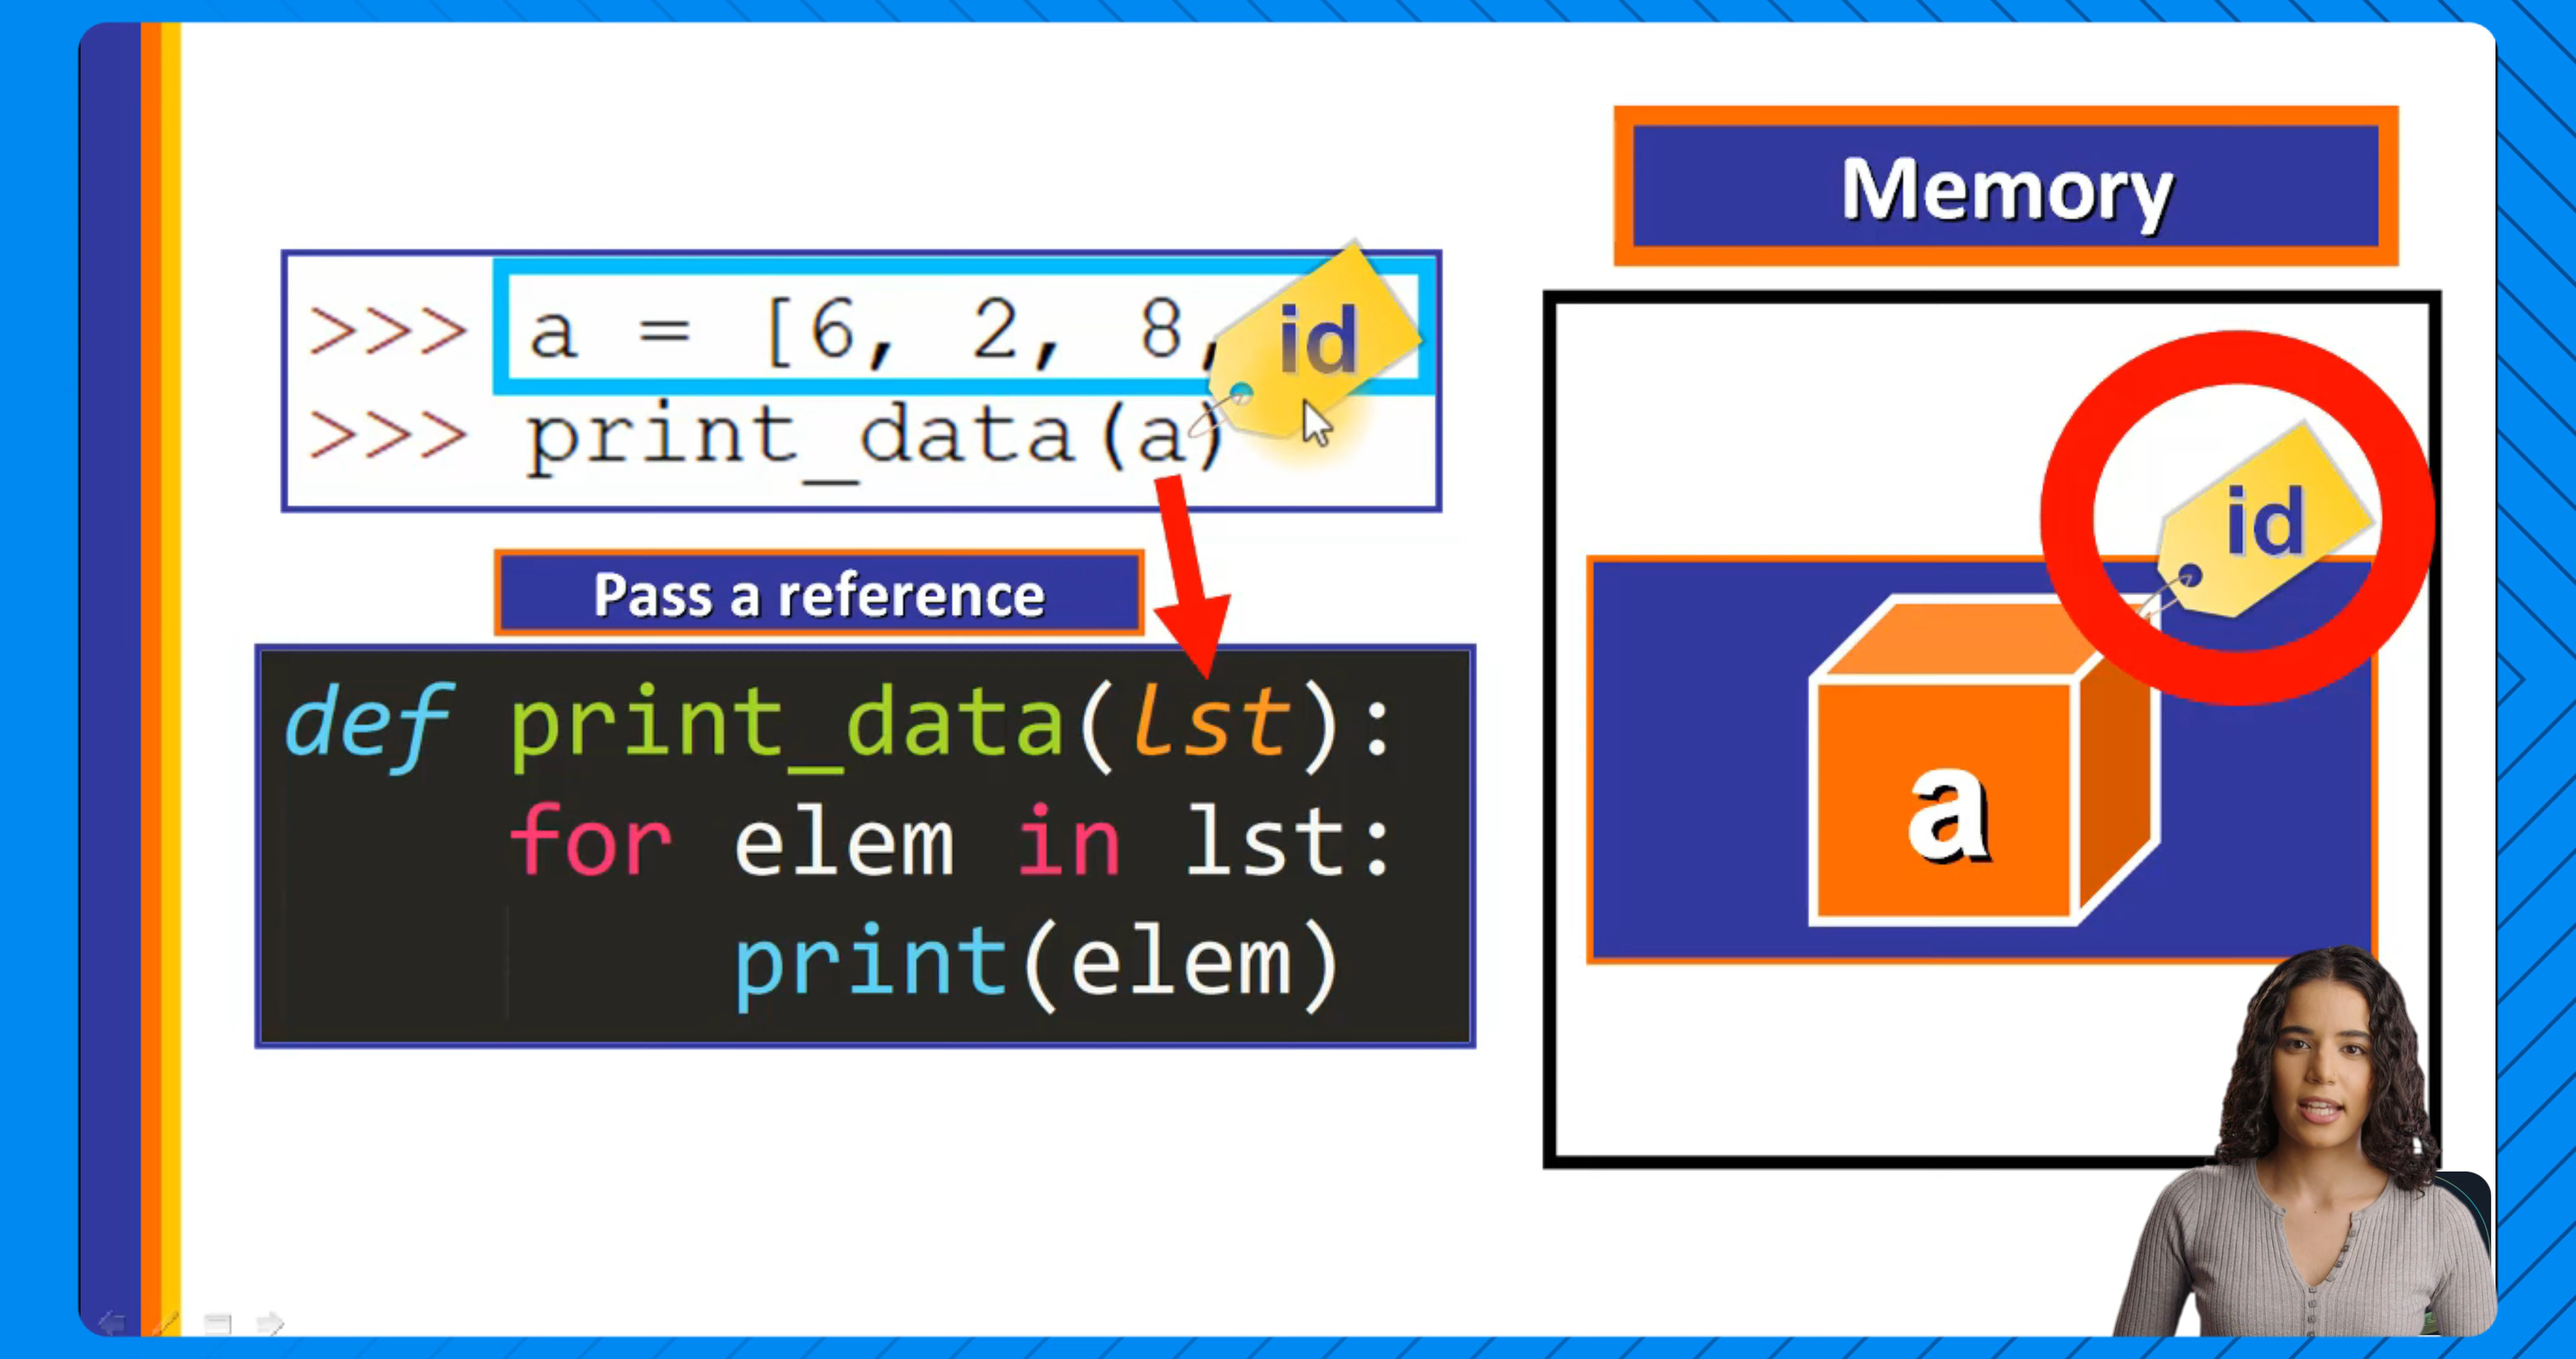 Memory
>>> a = [6, 2, 8,
id
>>> print_data(a)
id
Pass a reference
def print_data(lst):
for elem in lst:
print(elem)
a